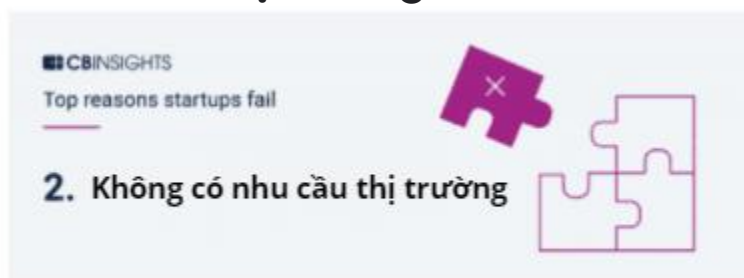 CBINSIGHTS
Top reasons startups fail
2. Không có nhu cầu thị trường